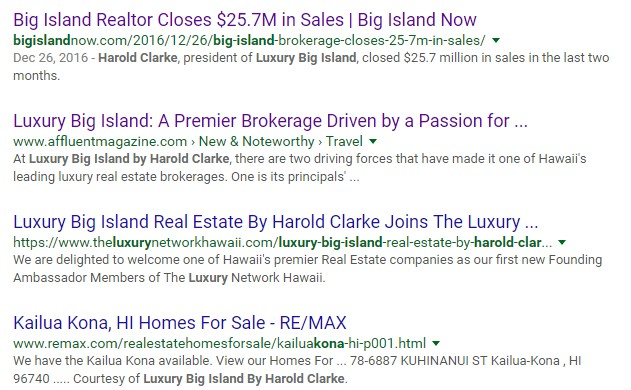 Big Island Realtor Closes $25.7M in Sales | Big Island Now
bigislandnow.com/2016/12/26/big-island-brokerage-closes-25-7m-in-sales/
Dec 26, 2016 - Harold Clarke, president of Luxury Big Island, closed $25.7 million in sales in the last two
months.
Luxury Big Island: A Premier Brokerage Driven by a Passion for ...
www.affluentmagazine.com › New & Noteworthy › Travel
At Luxury Big Island by Harold Clarke, there are two driving forces that have made it one of Hawaii's
leading luxury real estate brokerages. One is its principals' ...
Luxury Big Island Real Estate By Harold Clarke Joins The Luxury ...
https://www.theluxurynetworkhawaii.com/luxury-big-island-real-estate-by-harold-clar...
We are delighted to welcome one of Hawaii's premier Real Estate companies as our first new Founding
Ambassador Members of The Luxury Network Hawaii.
Kailua Kona, HI Homes For Sale - RE/MAX
www.remax.com/realestatehomesforsale/kailuakona-hi-p001.html
We have the Kailua Kona available. View our Homes For ... 78-6887 KUHINANUI ST Kailua-Kona , HI
96740 ..... Courtesy of Luxury Big Island By Harold Clarke.